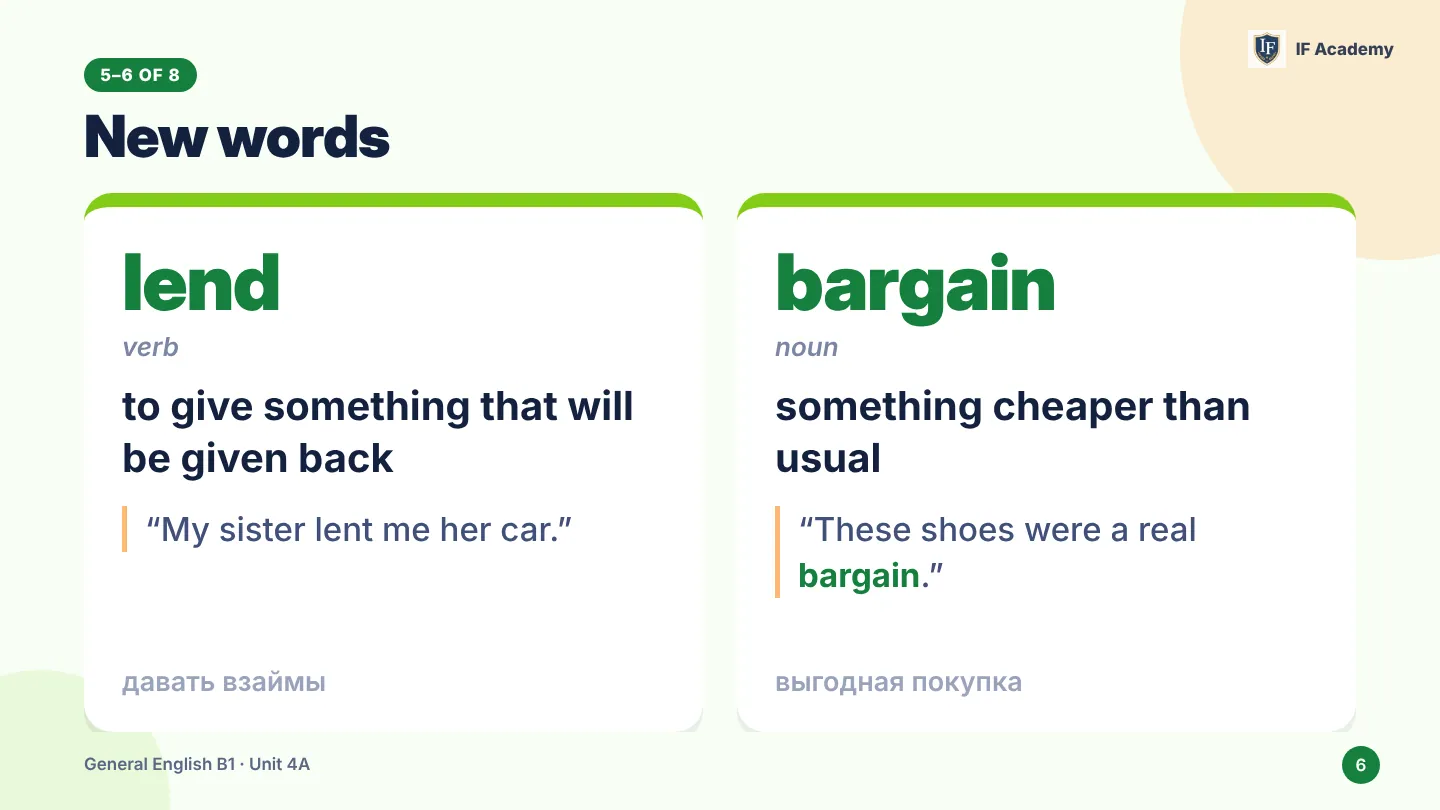 5–6 OF 8
IF Academy
New words
lend
verb
to give something that will
be given back
“My sister lent me her car.”
давать взаймы
bargain
noun
something cheaper than
usual
“These shoes were a real
bargain.”
выгодная покупка
General English B1 · Unit 4A
6